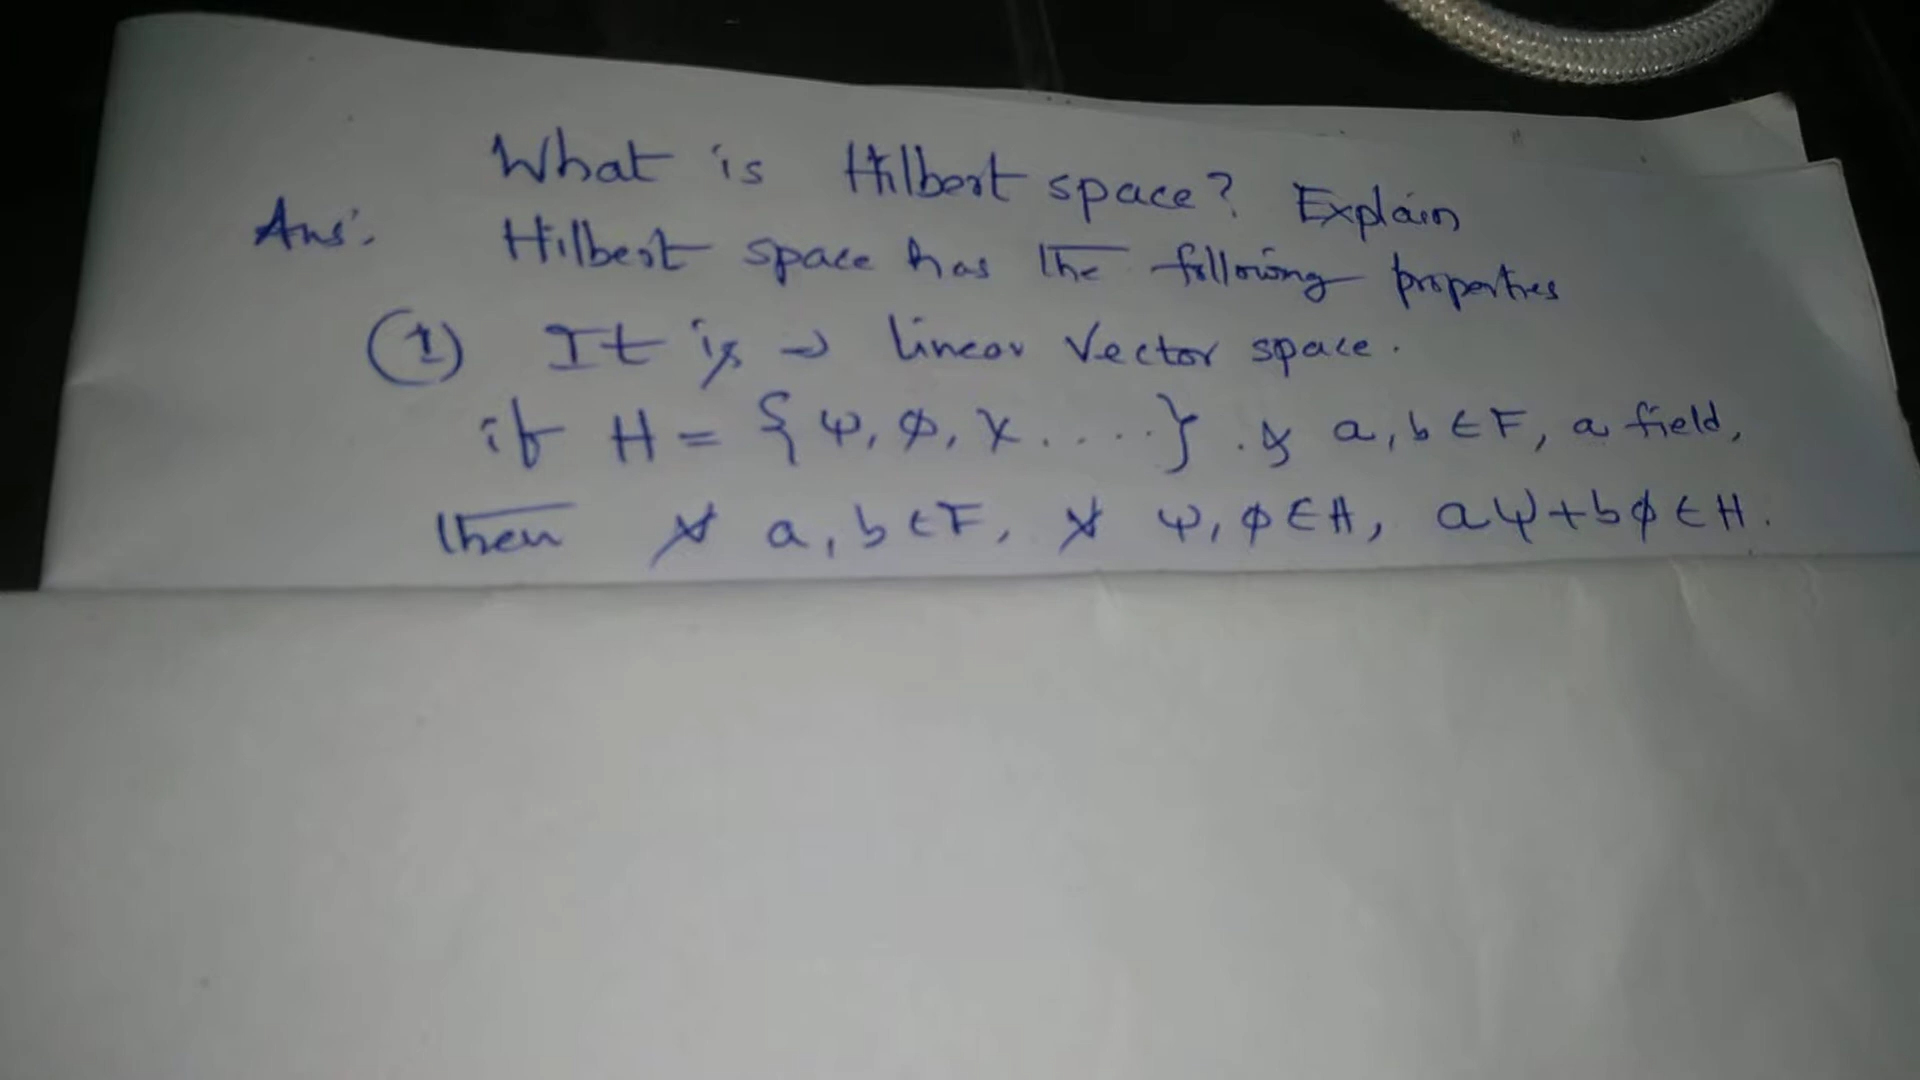 What is Hilbert space? Explain
Ans:. Hilbert space has the following properties
(1) It is → linear vector space.
if H = { ψ, φ, χ ..... } . & a, b ∈ F, a field,
then ∀ a, b ∈ F, ∀ ψ, φ ∈ H, aψ+bφ ∈ H.